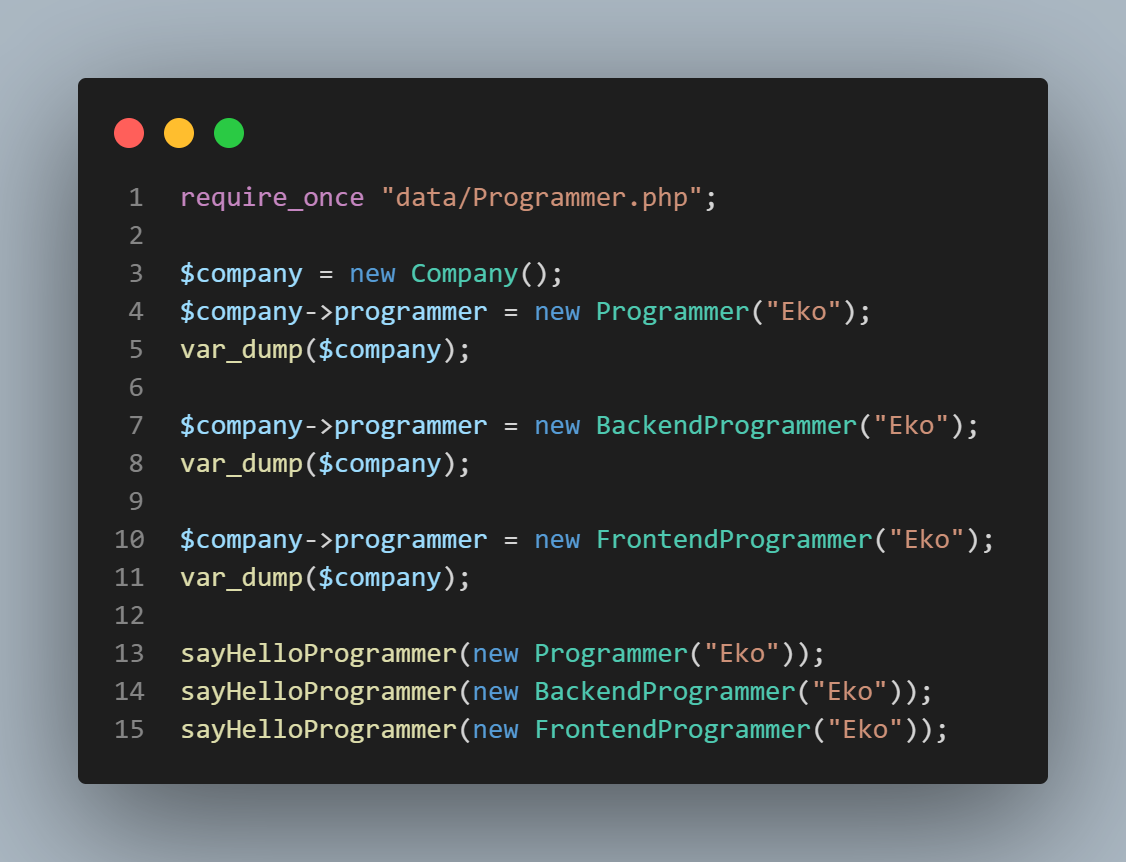 1 require_once "data/Programmer.php";
2
3 $company = new Company();
4 $company->programmer = new Programmer("Eko");
5 var_dump($company);
6
7 $company->programmer = new BackendProgrammer("Eko");
8 var_dump($company);
9
10 $company->programmer = new FrontendProgrammer("Eko");
11 var_dump($company);
12
13 sayHelloProgrammer(new Programmer("Eko"));
14 sayHelloProgrammer(new BackendProgrammer("Eko"));
15 sayHelloProgrammer(new FrontendProgrammer("Eko"));